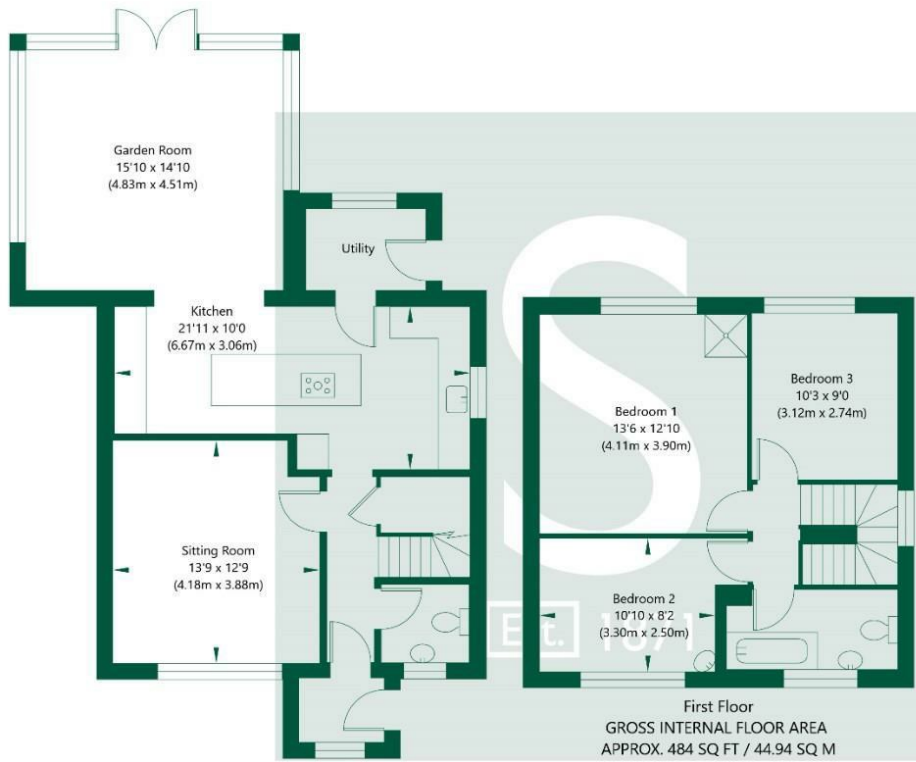 Garden Room
15'10 x 14'10
(4.83m x 4.51m)
Utility
Kitchen
21'11 x 10'0
(6.67m x 3.06m)
Sitting Room
13'9 x 12'9
(4.18m x 3.88m)
Bedroom 1
13'6 x 12'10
(4.11m x 3.90m)
Bedroom 3
10'3 x 9'0
(3.12m x 2.74m)
Bedroom 2
10'10 x 8'2
(3.30m x 2.50m)
S
Est. 1871
First Floor
GROSS INTERNAL FLOOR AREA
APPROX. 484 SQ FT / 44.94 SQ M